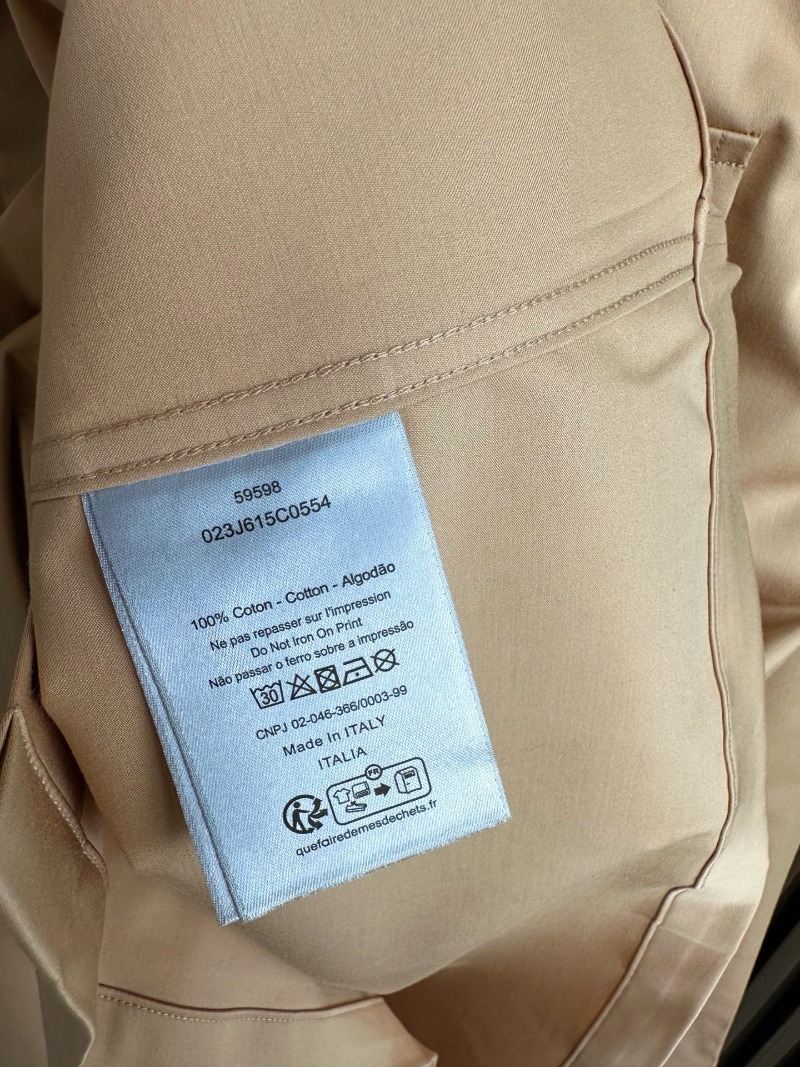 59598
023J615C0554
100% Coton - Cotton - Algodão
Ne pas repasser sur l'impression
Do Not Iron On Print
Não passar o ferro sobre a impressão
30
CNPJ 02-046-366/0003-99
Made In ITALY
ITALIA
FR
quefairedemesdechets.fr